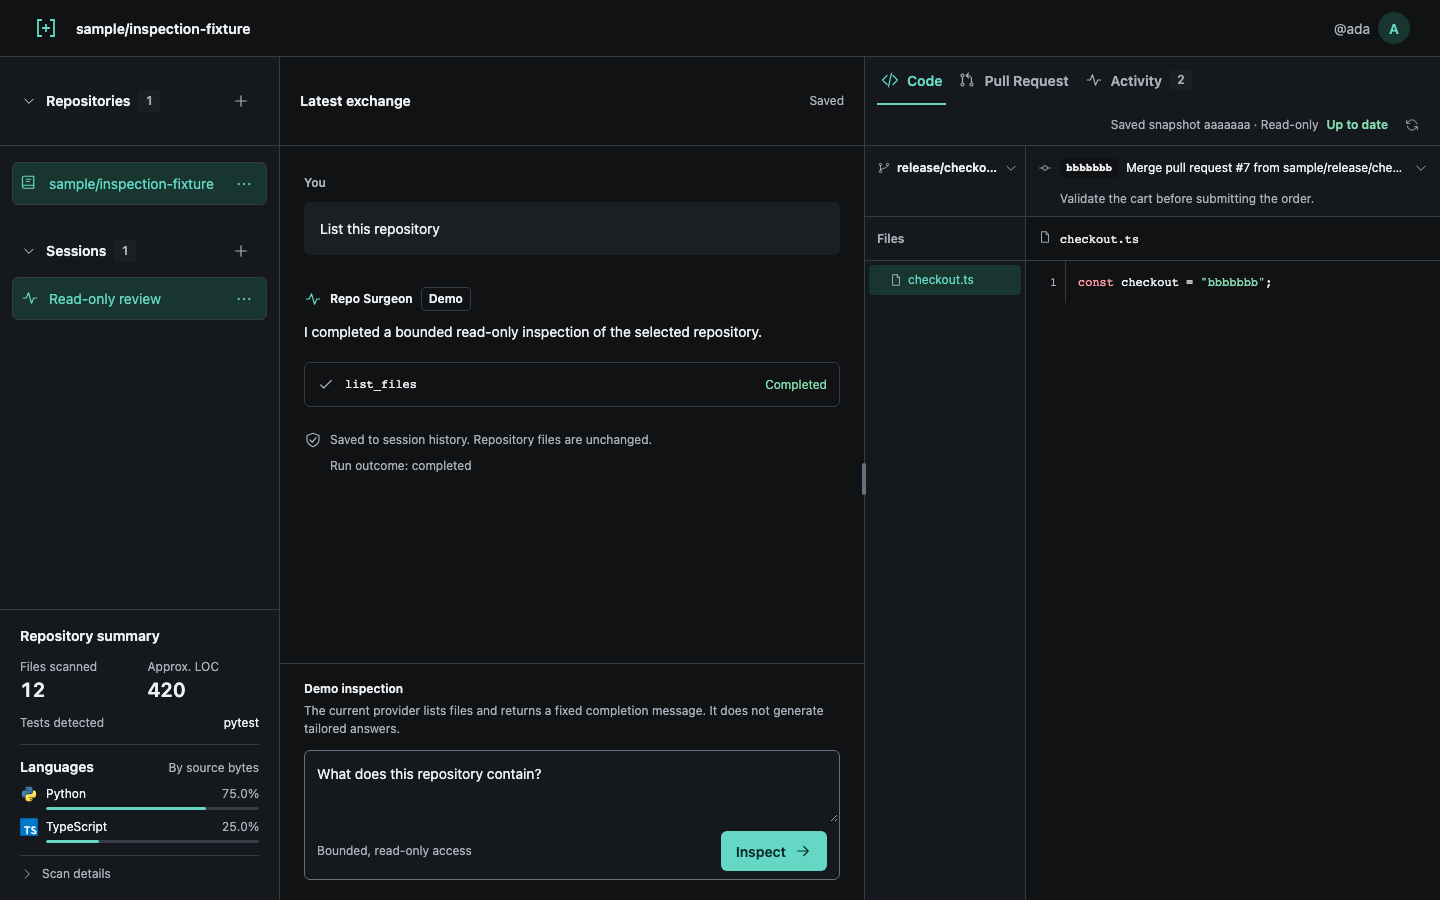 sample/inspection-fixture
@ada
A
Repositories 1
sample/inspection-fixture
Sessions 1
Read-only review
Repository summary
Files scanned
Approx. LOC
12
420
Tests detected
pytest
Languages
By source bytes
Python
75.0%
TS
TypeScript
25.0%
Scan details
Latest exchange
Saved
You
List this repository
Repo Surgeon
Demo
I completed a bounded read-only inspection of the selected repository.
list_files
Completed
Saved to session history. Repository files are unchanged.
Run outcome: completed
Demo inspection
The current provider lists files and returns a fixed completion message. It does not generate
tailored answers.
What does this repository contain?
Bounded, read-only access
Inspect
Code
Pull Request
Activity 2
Saved snapshot aaaaaaa · Read-only
Up to date
release/checko...
bbbbbbb
Merge pull request #7 from sample/release/che...
Validate the cart before submitting the order.
Files
checkout.ts
checkout.ts
1
const checkout = "bbbbbbb";